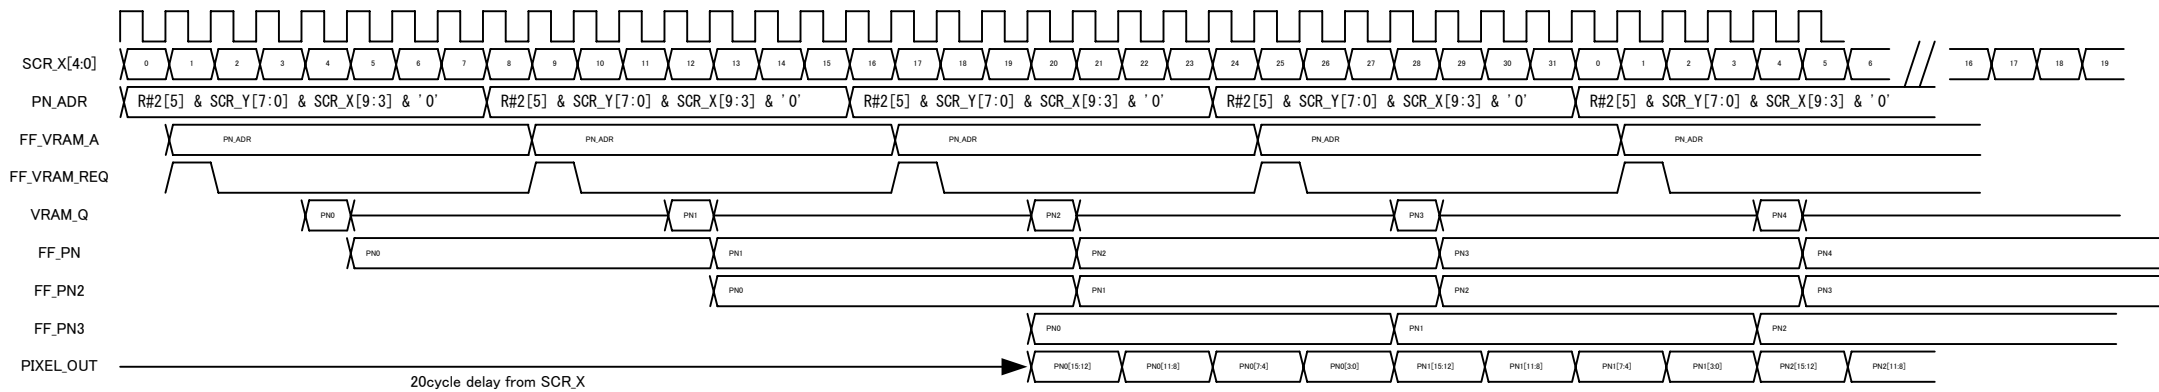 SCR_X[4:0] 0 1 2 3 4 5 6 7 8 9 10 11 12 13 14 15 16 17 18 19 20 21 22 23 24 25 26 27 28 29 30 31 0 1 2 3 4 5 6 16 17 18 19
PN_ADR R#2[5] & SCR_Y[7:0] & SCR_X[9:3] & '0' R#2[5] & SCR_Y[7:0] & SCR_X[9:3] & '0' R#2[5] & SCR_Y[7:0] & SCR_X[9:3] & '0' R#2[5] & SCR_Y[7:0] & SCR_X[9:3] & '0' R#2[5] & SCR_Y[7:0] & SCR_X[9:3] & '0'
FF_VRAM_A PN_ADR PN_ADR PN_ADR PN_ADR PN_ADR
FF_VRAM_REQ
VRAM_Q PN0 PN1 PN2 PN3 PN4
FF_PN PN0 PN1 PN2 PN3 PN4
FF_PN2 PN0 PN1 PN2 PN3
FF_PN3 PN0 PN1 PN2
PIXEL_OUT PN0[15:12] PN0[11:8] PN0[7:4] PN0[3:0] PN1[15:12] PN1[11:8] PN1[7:4] PN1[3:0] PN2[15:12] PN2[11:8]
20cycle delay from SCR_X